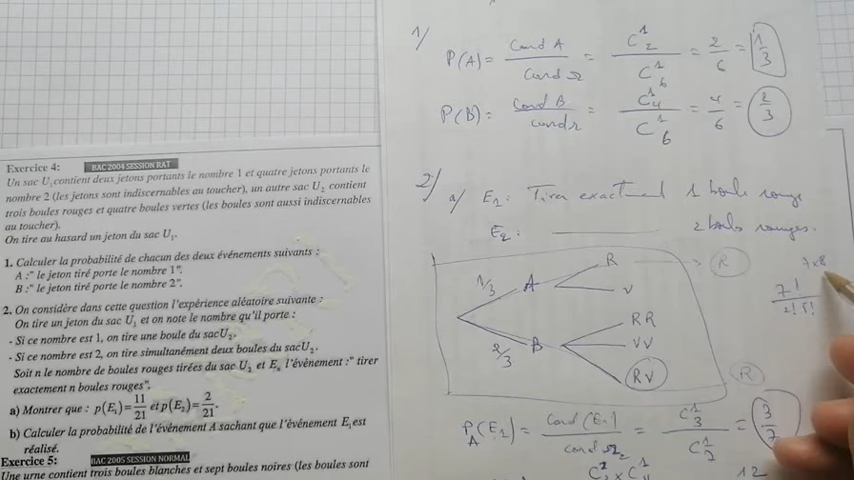 Exercice 4: BAC 2004 SESSION RAT
Un sac U1 contient deux jetons portants le nombre 1 et quatre jetons portants le
nombre 2 (les jetons sont indiscernables au toucher), un autre sac U2 contient
trois boules rouges et quatre boules vertes (les boules sont aussi indiscernables
au toucher).
On tire au hasard un jeton du sac U1.
1. Calculer la probabilité de chacun des deux événements suivants :
A :" le jeton tiré porte le nombre 1".
B :" le jeton tiré porte le nombre 2".
2. On considère dans cette question l'expérience aléatoire suivante :
On tire un jeton du sac U1 et on note le nombre qu'il porte :
- Si ce nombre est 1, on tire une boule du sacU2.
- Si ce nombre est 2, on tire simultanément deux boules du sacU2.
Soit n le nombre de boules rouges tirées du sac U2 et En l'événement :" tirer
exactement n boules rouges".
a) Montrer que : p(E1)=11/21 et p(E2)=2/21.
b) Calculer la probabilité de l'événement A sachant que l'événement E1 est
réalisé.
Exercice 5: BAC 2005 SESSION NORMAL
Une urne contient trois boules blanches et sept boules noires (les boules sont
1/
P(A) = Card A / Card Ω = C¹₂ / C¹₆ = 2/6 = 1/3
P(B) = Card B / Card Ω = C¹₄ / C¹₆ = 4/6 = 2/3
2/
a/ E1 : Tirer exactement 1 boule rouge
E2 : 2 boules rouges.
R R
7×8
1/3 A
V
7! / 2! 5!
RR
2/3 B VV
RV R
P_A(E1) = Card(E1) / Card Ω2 = C¹₃ / C¹₇ = 3/7
12